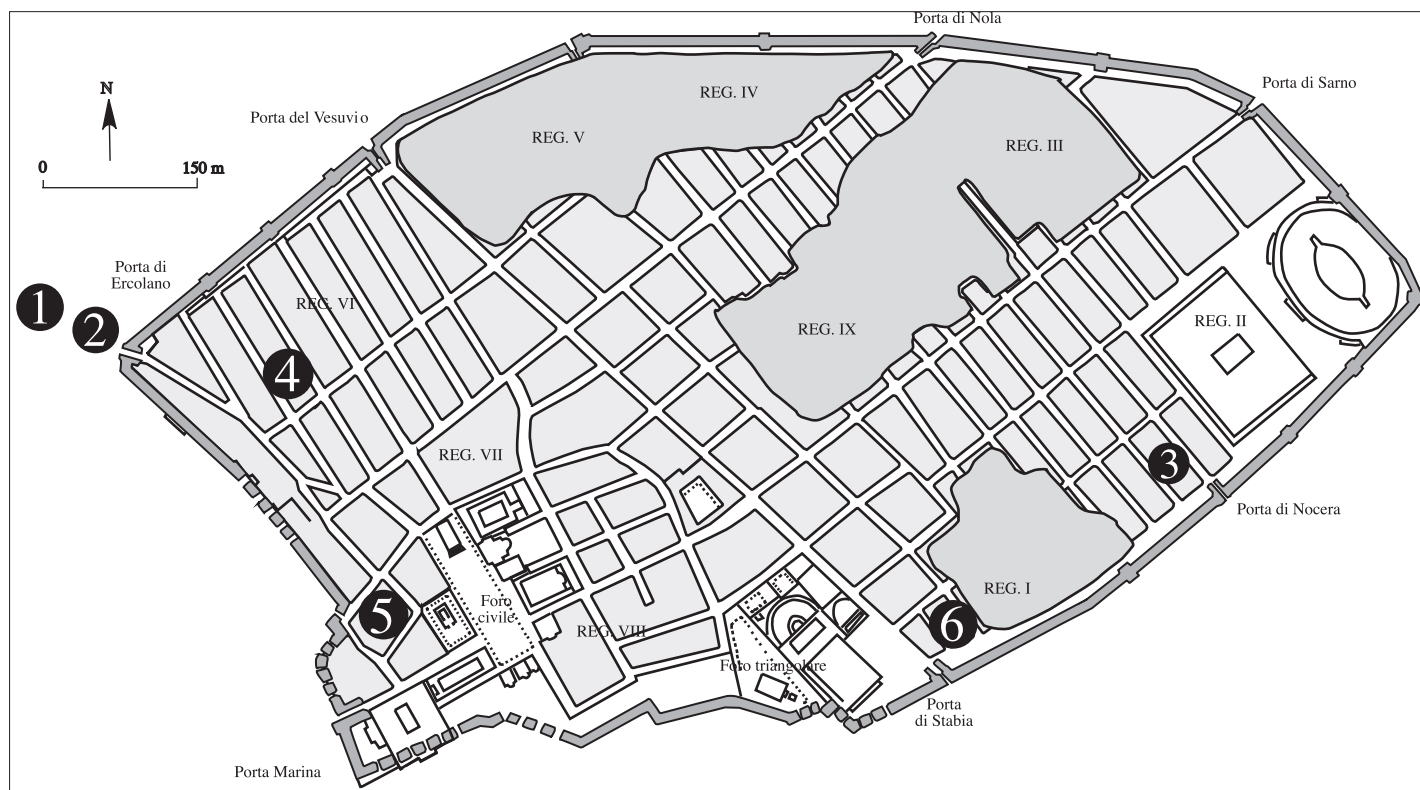 Porta di Nola
N
Porta di Sarno
REG. IV
Porta del Vesuvio
REG. V
REG. III
0 150 m
Porta di
Ercolano
1
2
REG. VI
REG. II
REG. IX
4
REG. VII
3
Porta di Nocera
REG. I
5
Foro
civile
6
REG. VIII
Foro triangolare
Porta
di Stabia
Porta Marina